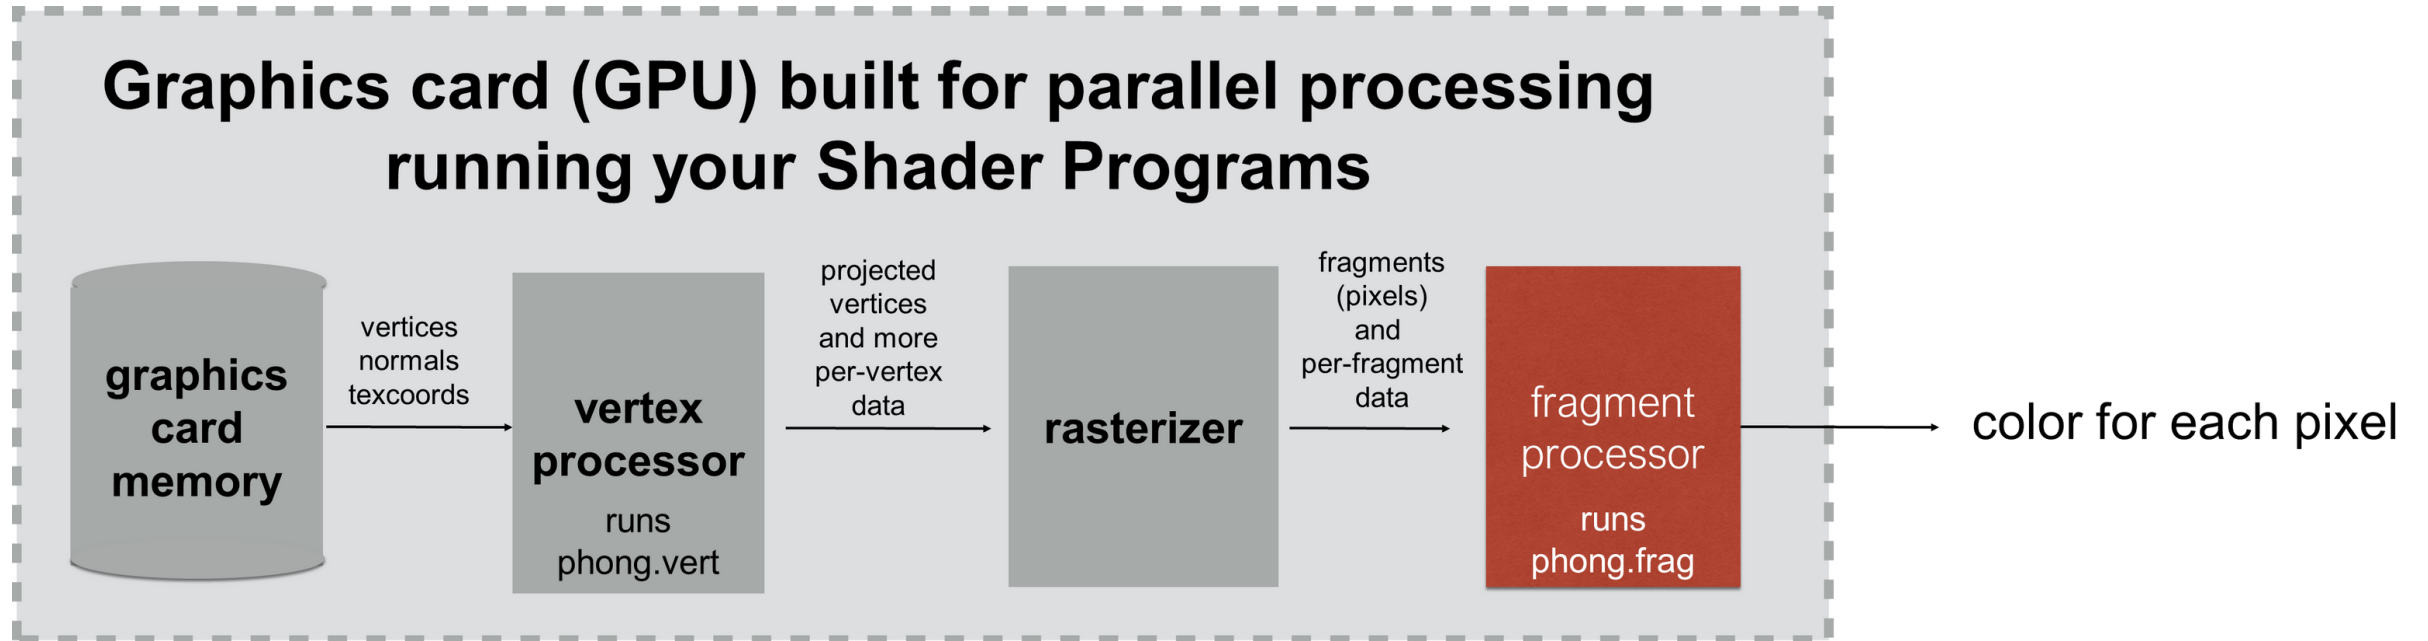 Graphics card (GPU) built for parallel processing
running your Shader Programs
graphics
card
memory
vertices
normals
texcoords
vertex
processor
runs
phong.vert
projected
vertices
and more
per-vertex
data
rasterizer
fragments
(pixels)
and
per-fragment
data
fragment
processor
runs
phong.frag
color for each pixel